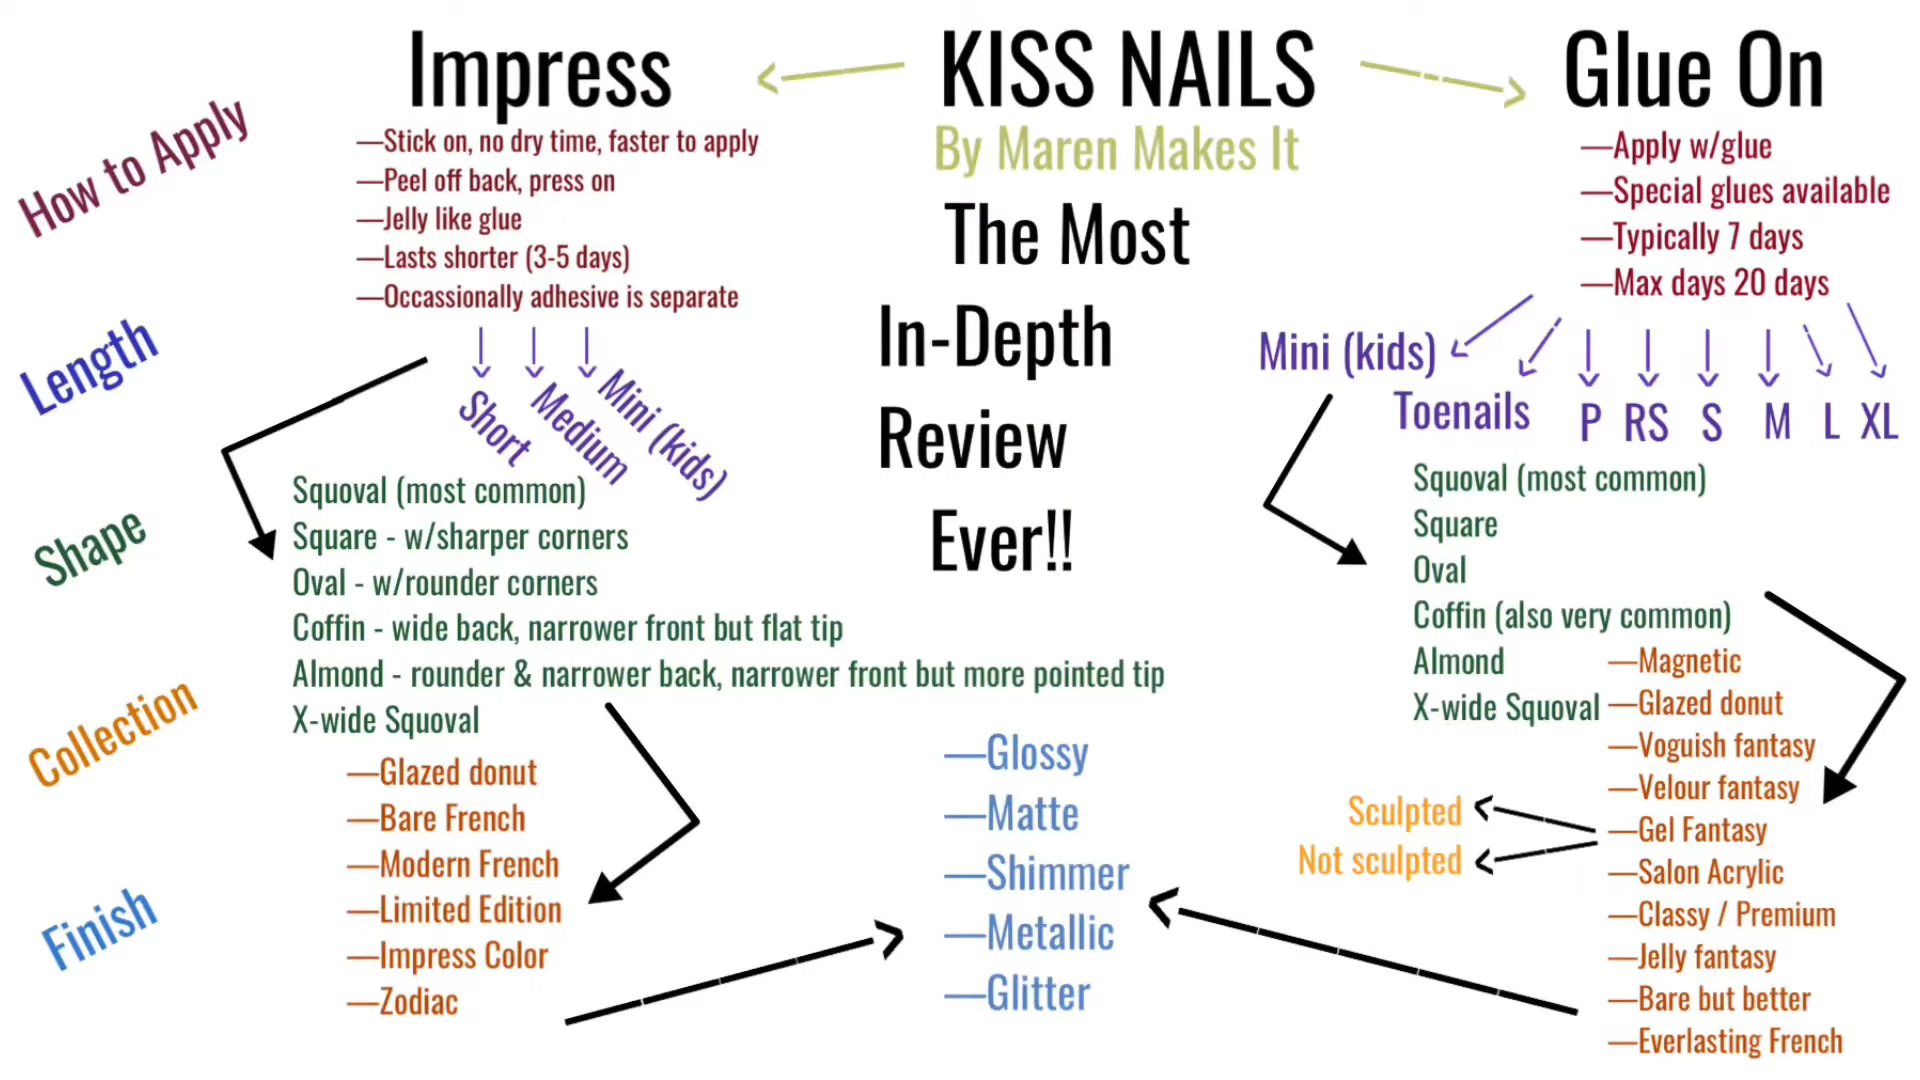 Impress
KISS NAILS
Glue On
By Maren Makes It
The Most
In-Depth
Review
Ever!!
How to Apply
—Stick on, no dry time, faster to apply
—Peel off back, press on
—Jelly like glue
—Lasts shorter (3-5 days)
—Occassionally adhesive is separate
—Apply w/glue
—Special glues available
—Typically 7 days
—Max days 20 days
Length
Short
Medium
Mini (kids)
Mini (kids)
Toenails
P
RS
S
M
L
XL
Shape
Squoval (most common)
Square - w/sharper corners
Oval - w/rounder corners
Coffin - wide back, narrower front but flat tip
Almond - rounder & narrower back, narrower front but more pointed tip
X-wide Squoval
Squoval (most common)
Square
Oval
Coffin (also very common)
Almond
X-wide Squoval
Collection
—Glazed donut
—Bare French
—Modern French
—Limited Edition
—Impress Color
—Zodiac
—Magnetic
—Glazed donut
—Voguish fantasy
—Velour fantasy
—Gel Fantasy
—Salon Acrylic
—Classy / Premium
—Jelly fantasy
—Bare but better
—Everlasting French
Sculpted
Not sculpted
Finish
—Glossy
—Matte
—Shimmer
—Metallic
—Glitter